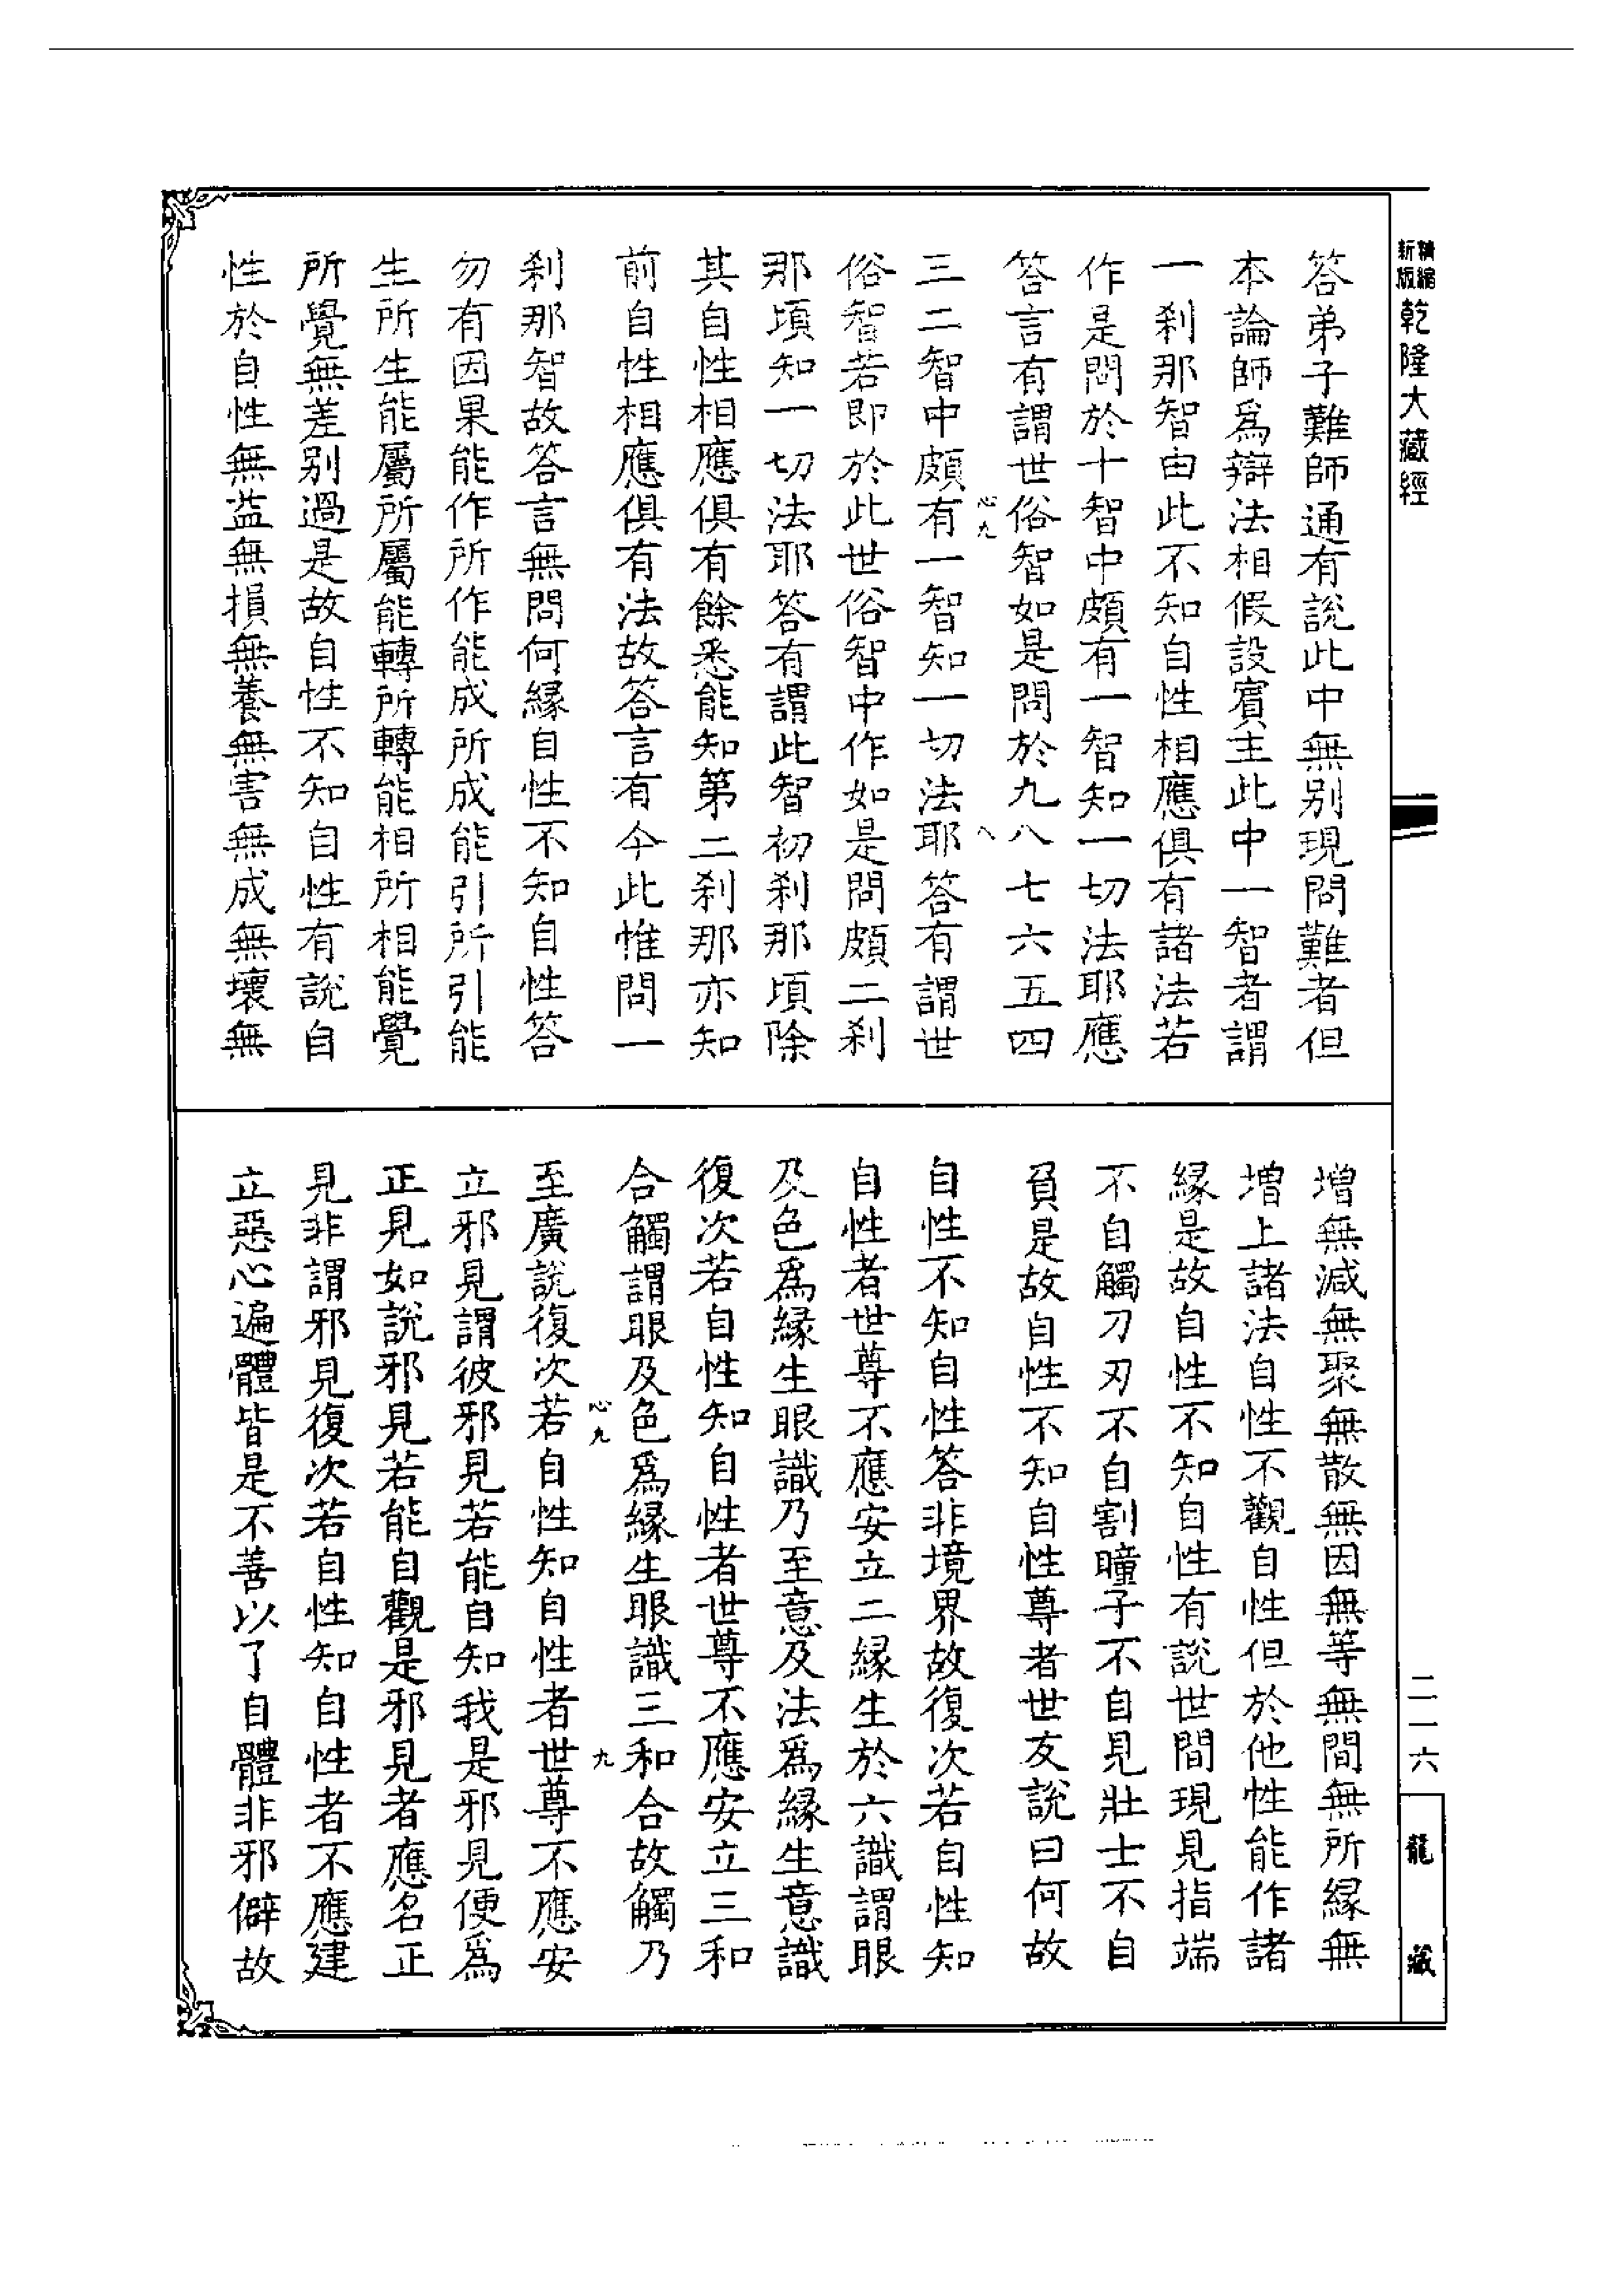 精縮新版乾隆大藏經
答弟子難師通有說此中無別現問難者但
本論師爲辯法相假設賓主此中一智者謂
一剎那智由此不知自性相應俱有諸法若
作是問於十智中頗有一智知一切法耶應
答言有謂世俗智如是問於九八七六五四
心九
八
三二智中頗有一智知一切法耶答有謂世
俗智若即於此世俗智中作如是問頗二剎
那頃知一切法耶答有謂此智初剎那頃除
其自性相應俱有餘悉能知第二剎那亦知
前自性相應俱有法故答言有今此惟問一
剎那智故答言無問何緣自性不知自性答
勿有因果能作所作能成所成能引所引能
生所生能屬所屬能轉所轉能相所相能覺
所覺無差別過是故自性不知自性有說自
性於自性無益無損無養無害無成無壞無
增無減無聚無散無因無等無間無所緣無
增上諸法自性不觀自性但於他性能作諸
緣是故自性不知自性有說世間現見指端
不自觸刀刃不自割瞳子不自見壯士不自
負是故自性不知自性尊者世友說曰何故
自性不知自性答非境界故復次若自性知
自性者世尊不應安立二緣生於六識謂眼
及色爲緣生眼識乃至意及法爲緣生意識
復次若自性知自性者世尊不應安立三和
合觸謂眼及色爲緣生眼識三和合故觸乃
心九
九
至廣說復次若自性知自性者世尊不應安
立邪見謂彼邪見若能自知我是邪見便爲
正見如說邪見若能自觀是邪見者應名正
見非謂邪見復次若自性知自性者不應建
立惡心遍體皆是不善以了自體非邪僻故
二一六
龍藏